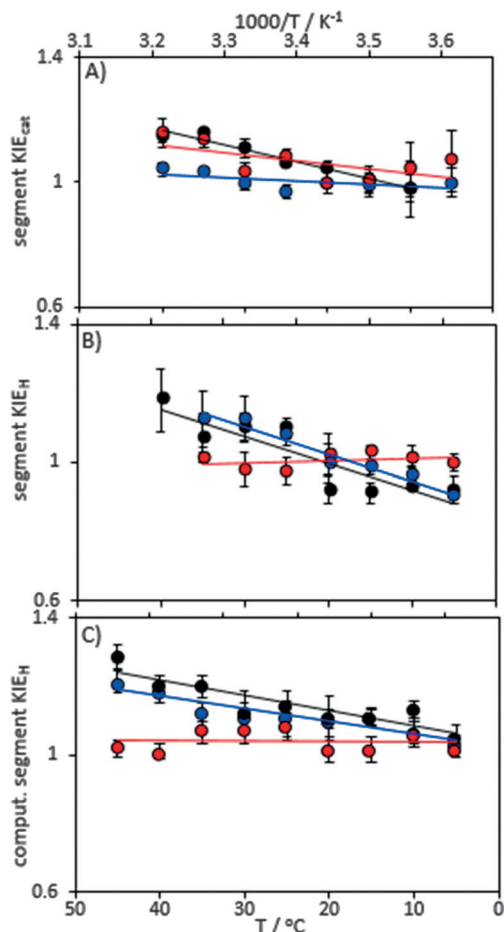 1000/T / K⁻¹
3.1 3.2 3.3 3.4 3.5 3.6
A)
1.4
1
0.6
segment KIEcat
B)
1.4
1
0.6
segment KIEH
C)
1.4
1
0.6
comput. segment KIEH
50 40 30 20 10 0
T / °C